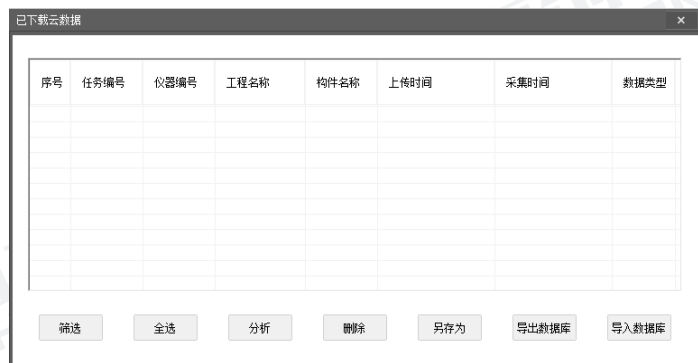 已下载云数据
序号 任务编号 仪器编号 工程名称 构件名称 上传时间 采集时间 数据类型
筛选 全选 分析 删除 另存为 导出数据库 导入数据库